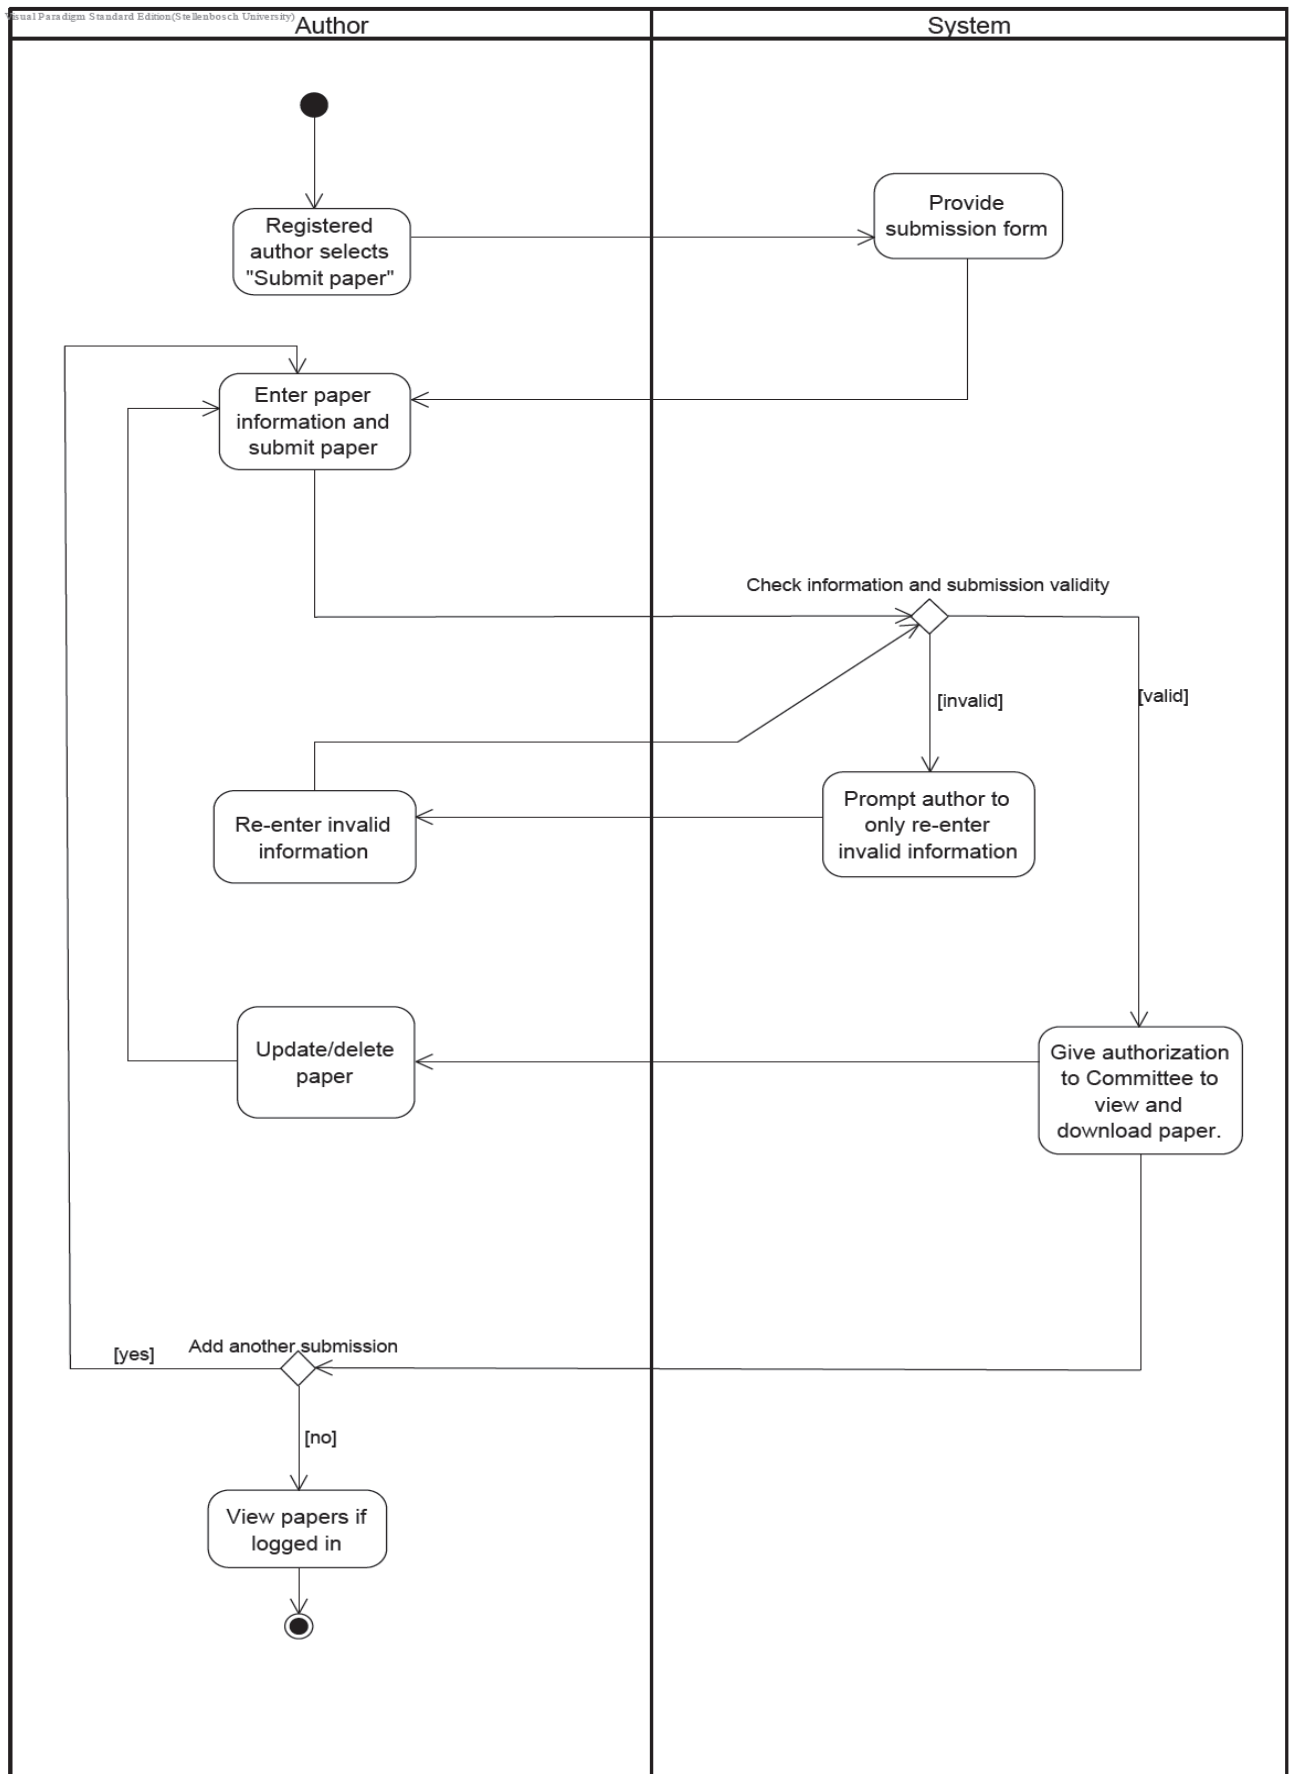 Visual Paradigm Standard Edition(Stellenbosch University)
Author
System
Registered
author selects
"Submit paper"
Provide
submission form
Enter paper
information and
submit paper
Check information and submission validity
[invalid]
[valid]
Re-enter invalid
information
Prompt author to
only re-enter
invalid information
Update/delete
paper
Give authorization
to Committee to
view and
download paper.
Add another submission
[yes]
[no]
View papers if
logged in